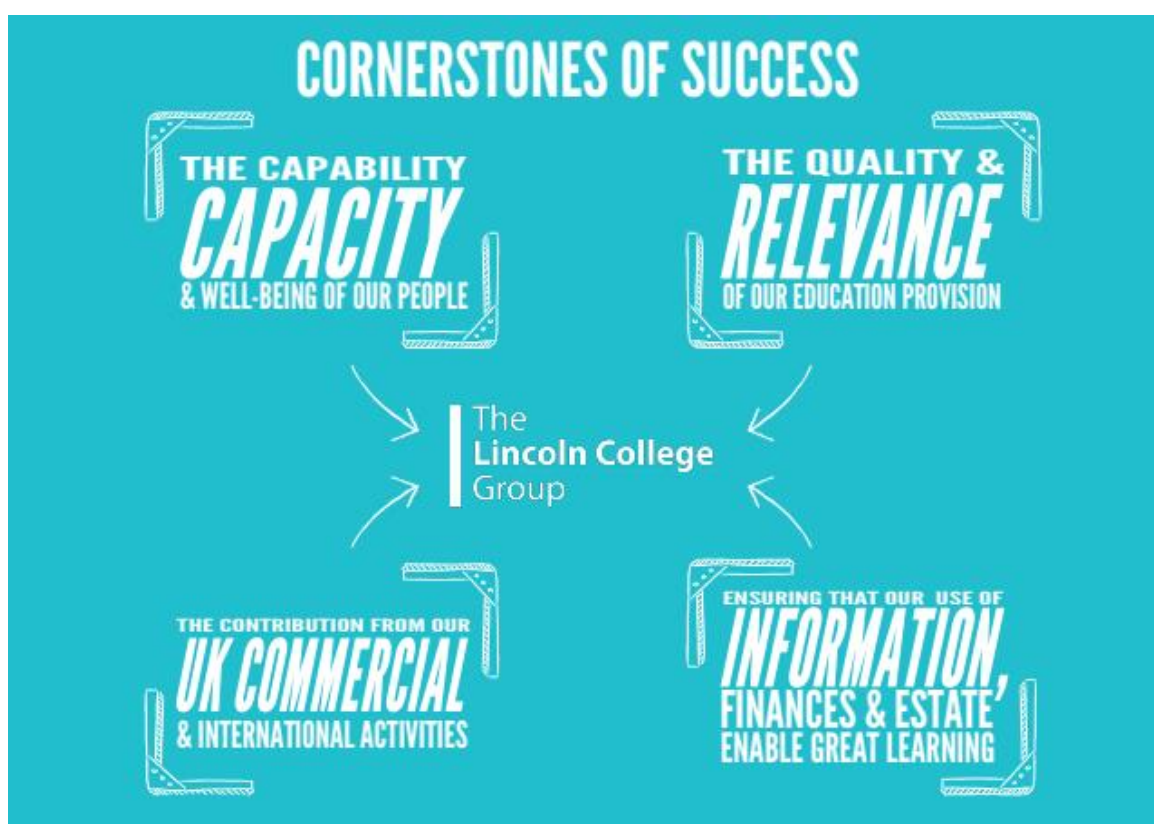 CORNERSTONES OF SUCCESS
THE CAPABILITY
CAPACITY
& WELL-BEING OF OUR PEOPLE
THE QUALITY &
RELEVANCE
OF OUR EDUCATION PROVISION
The
Lincoln College
Group
THE CONTRIBUTION FROM OUR
UK COMMERCIAL
& INTERNATIONAL ACTIVITIES
ENSURING THAT OUR USE OF
INFORMATION,
FINANCES & ESTATE
ENABLE GREAT LEARNING